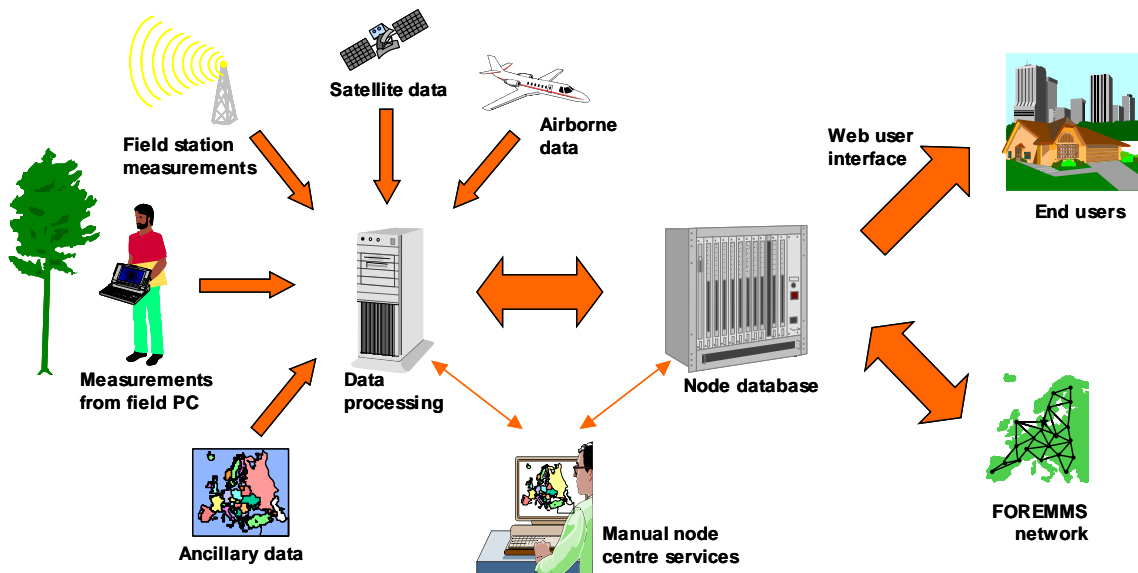 Satellite data
Airborne
data
Field station
measurements
Web user
interface
End users
Measurements
from field PC
Data
processing
Node database
Ancillary data
Manual node
centre services
FOREMMS
network